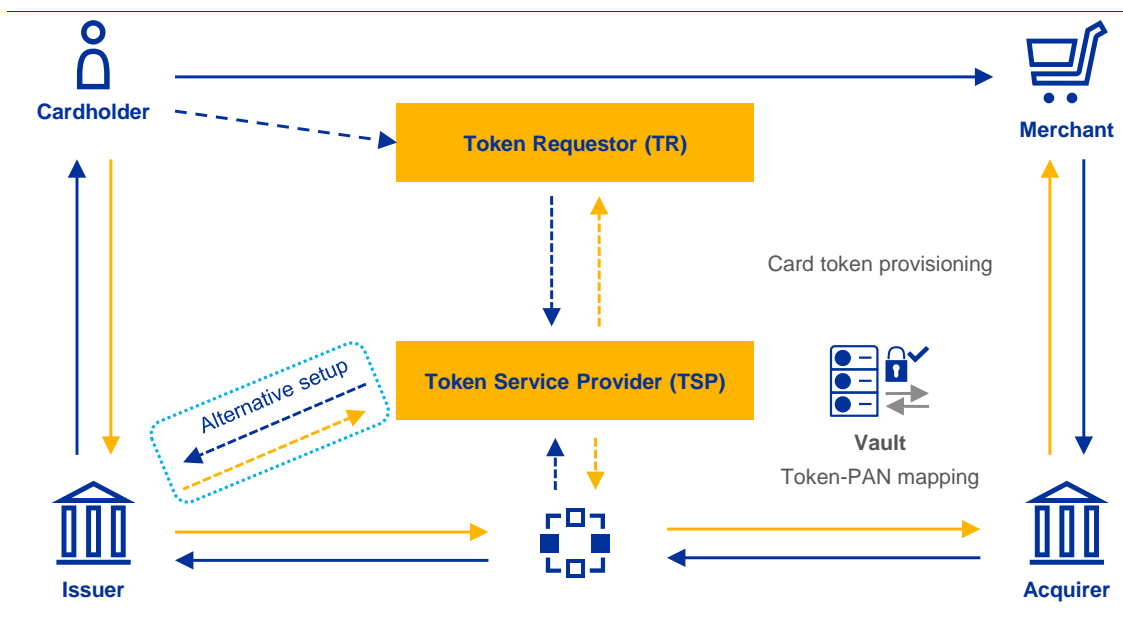 Cardholder
Merchant
Token Requestor (TR)
Card token provisioning
Alternative setup
Token Service Provider (TSP)
Vault
Token-PAN mapping
Issuer
Acquirer